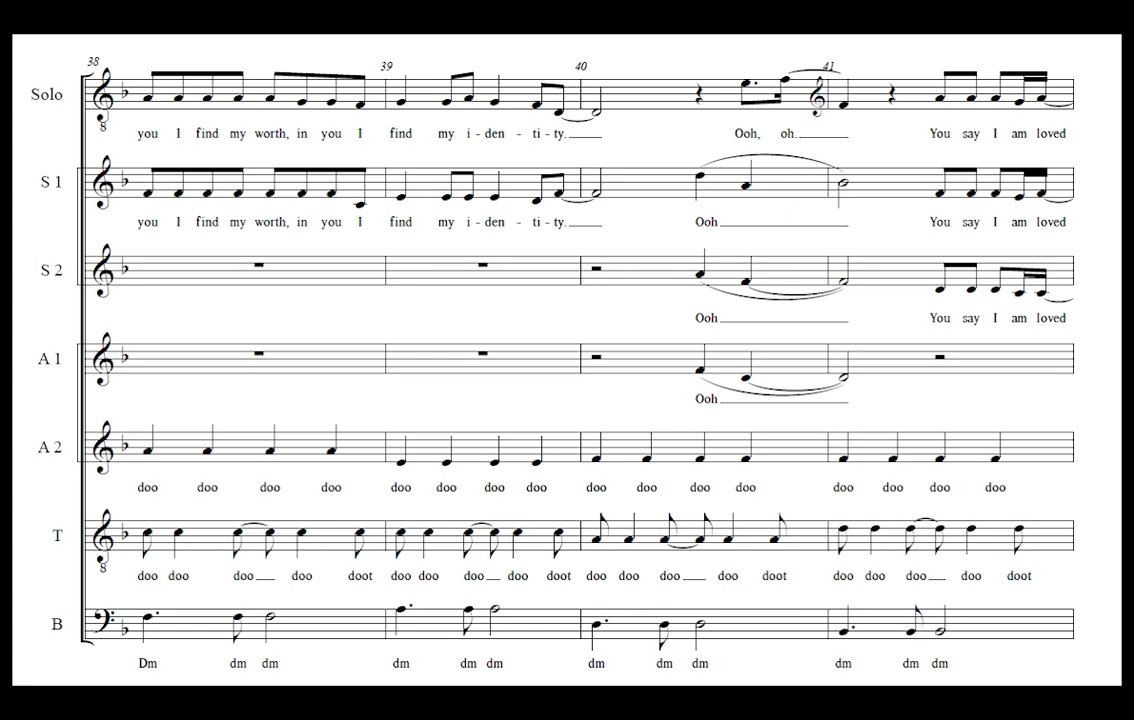 38 39 40 41
Solo
8
you I find my worth, in you I find my i - den - ti - ty. Ooh, oh. You say I am loved
S 1
you I find my worth, in you I find my i - den - ti - ty. Ooh You say I am loved
S 2
Ooh You say I am loved
A 1
Ooh
A 2
doo doo doo doo doo doo doo doo doo doo doo doo doo doo doo doo
T
8
doo doo doo doo doot doo doo doo doo doot doo doo doo doo doot doo doo doo doo doot
B
Dm dm dm dm dm dm dm dm dm dm dm dm